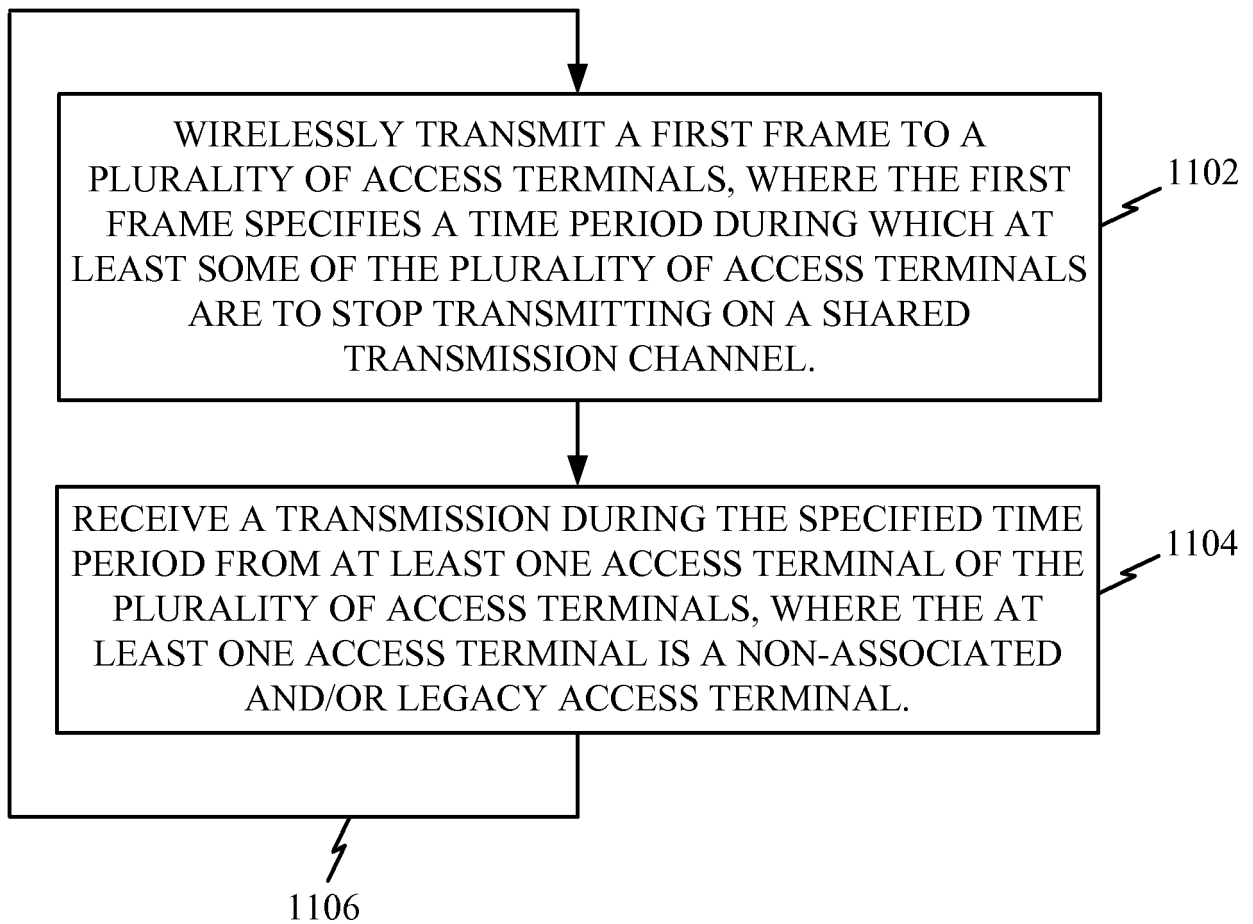 WIRELESSLY TRANSMIT A FIRST FRAME TO A
PLURALITY OF ACCESS TERMINALS, WHERE THE FIRST
FRAME SPECIFIES A TIME PERIOD DURING WHICH AT
LEAST SOME OF THE PLURALITY OF ACCESS TERMINALS
ARE TO STOP TRANSMITTING ON A SHARED
TRANSMISSION CHANNEL.
1102
RECEIVE A TRANSMISSION DURING THE SPECIFIED TIME
PERIOD FROM AT LEAST ONE ACCESS TERMINAL OF THE
PLURALITY OF ACCESS TERMINALS, WHERE THE AT
LEAST ONE ACCESS TERMINAL IS A NON-ASSOCIATED
AND/OR LEGACY ACCESS TERMINAL.
1104
1106